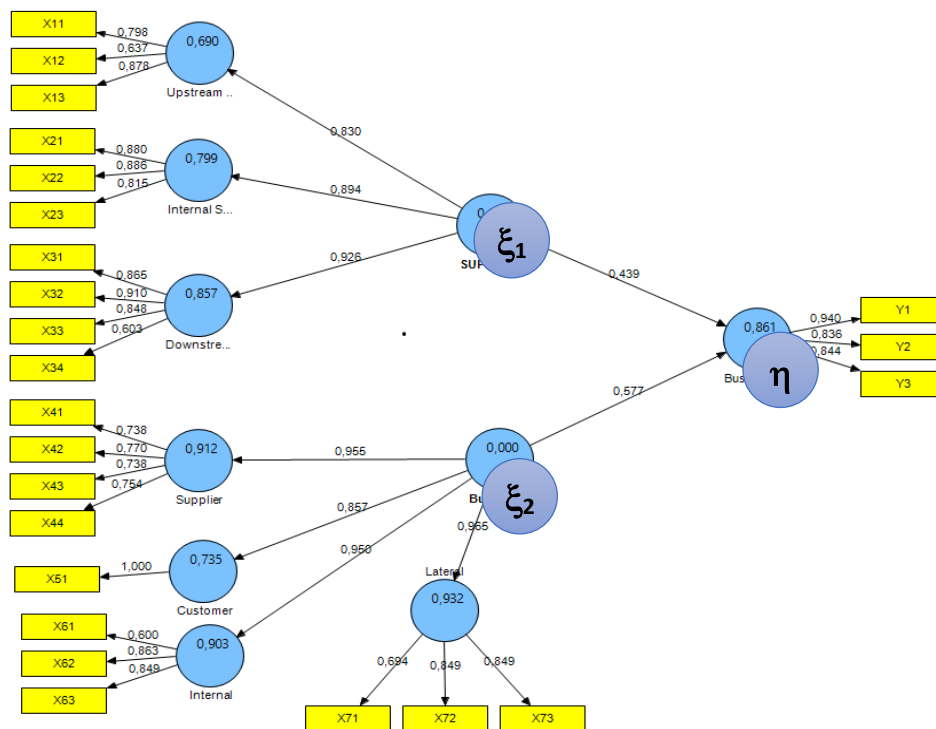 X11
0,798
0,690
X12
0,637
0,878
X13
Upstream ..
0,830
X21
0,880
0,799
X22
0,886
0,815
X23
Internal S...
0,894
ξ1
X31
0,865
0,926
0,439
X32
0,910
0,857
X33
0,848
0,603
Downstre...
X34
0,861
0,940
Y1
0,836
Y2
0,844
Y3
η
0,577
X41
0,738
0,912
X42
0,770
0,955
0,000
X43
0,738
0,754
Supplier
X44
ξ2
0,857
0,965
0,950
X51
1,000
0,735
Customer
Lateral
0,932
X61
0,600
0,903
X62
0,863
0,849
X63
Internal
0,694
0,849
0,849
X71
X72
X73